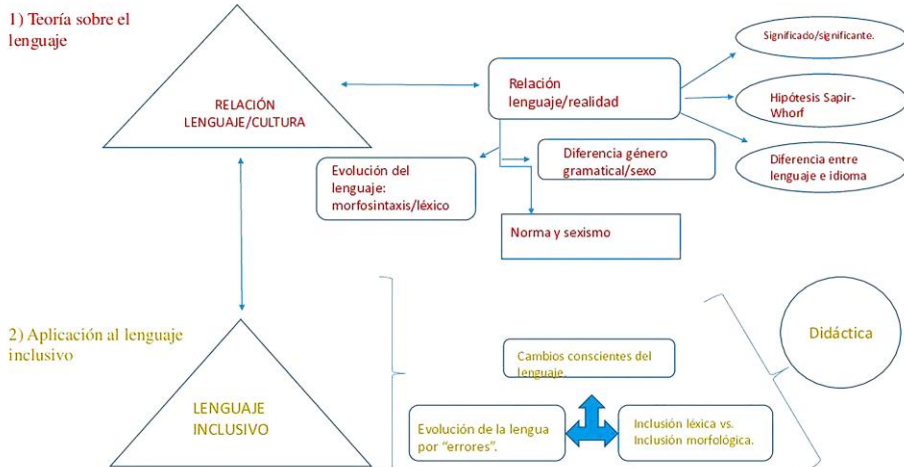 1) Teoría sobre el
lenguaje
RELACIÓN
LENGUAJE/CULTURA
Relación
lenguaje/realidad
Significado/significante.
Hipótesis Sapir-
Whorf
Diferencia entre
lenguaje e idioma
Evolución del
lenguaje:
morfosintaxis/léxico
Diferencia género
gramatical/sexo
Norma y sexismo
2) Aplicación al lenguaje
inclusivo
LENGUAJE
INCLUSIVO
Cambios conscientes del
lenguaje.
Evolución de la lengua
por “errores”.
Inclusión léxica vs.
Inclusión morfológica.
Didáctica